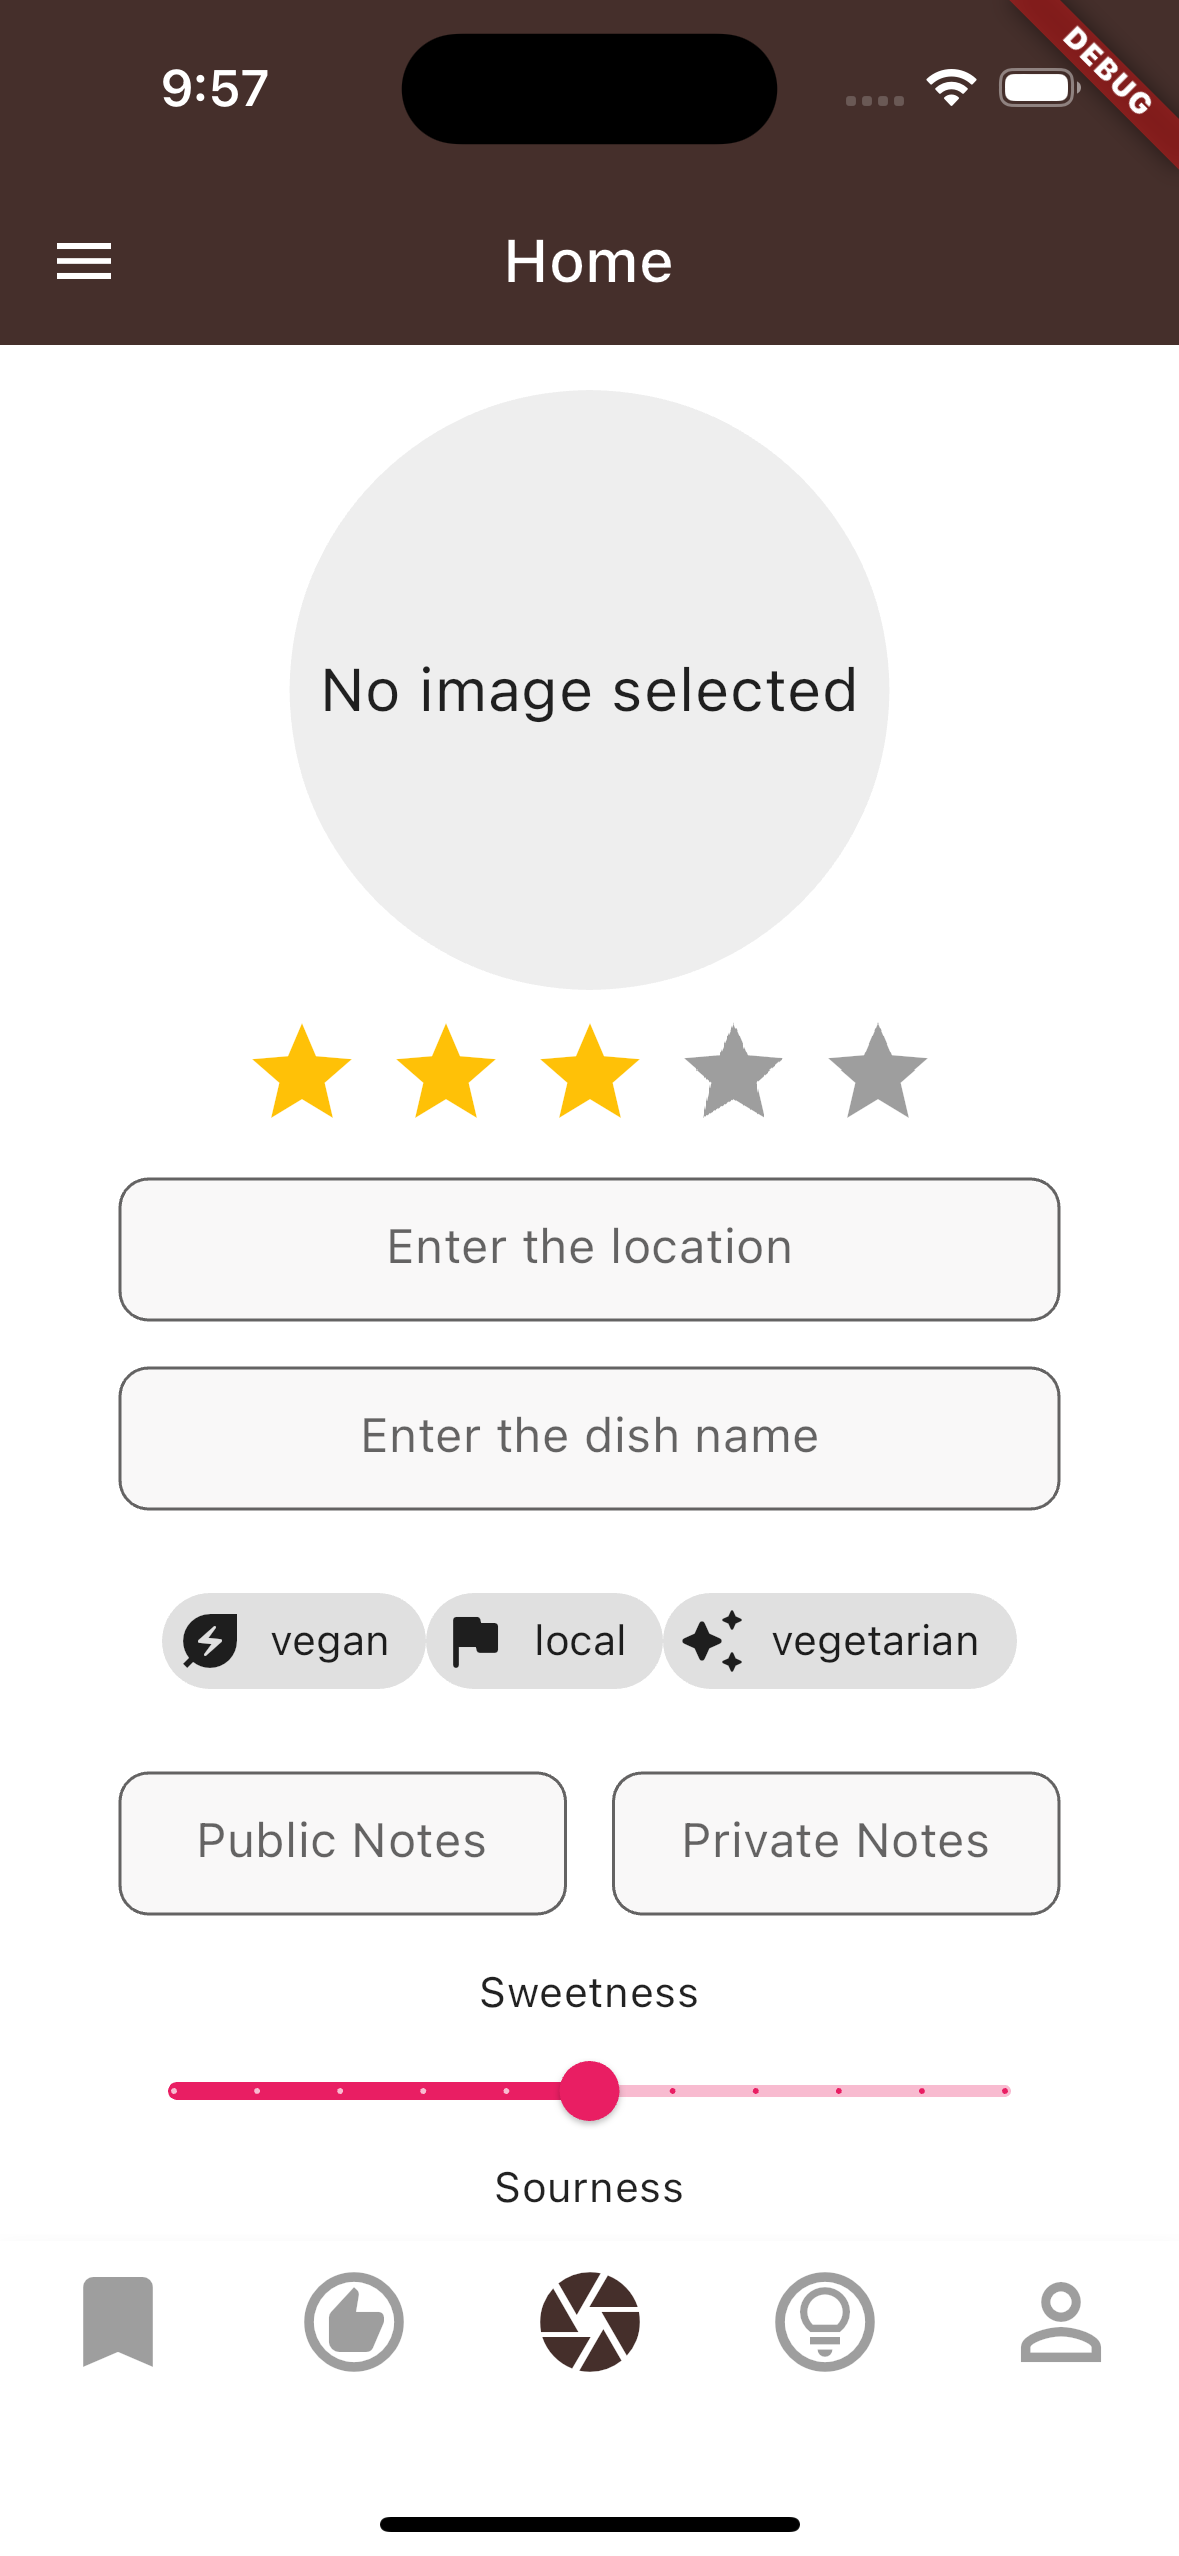 9:57
DEBUG
Home
No image selected
Enter the location
Enter the dish name
vegan local vegetarian
Public Notes Private Notes
Sweetness
Sourness